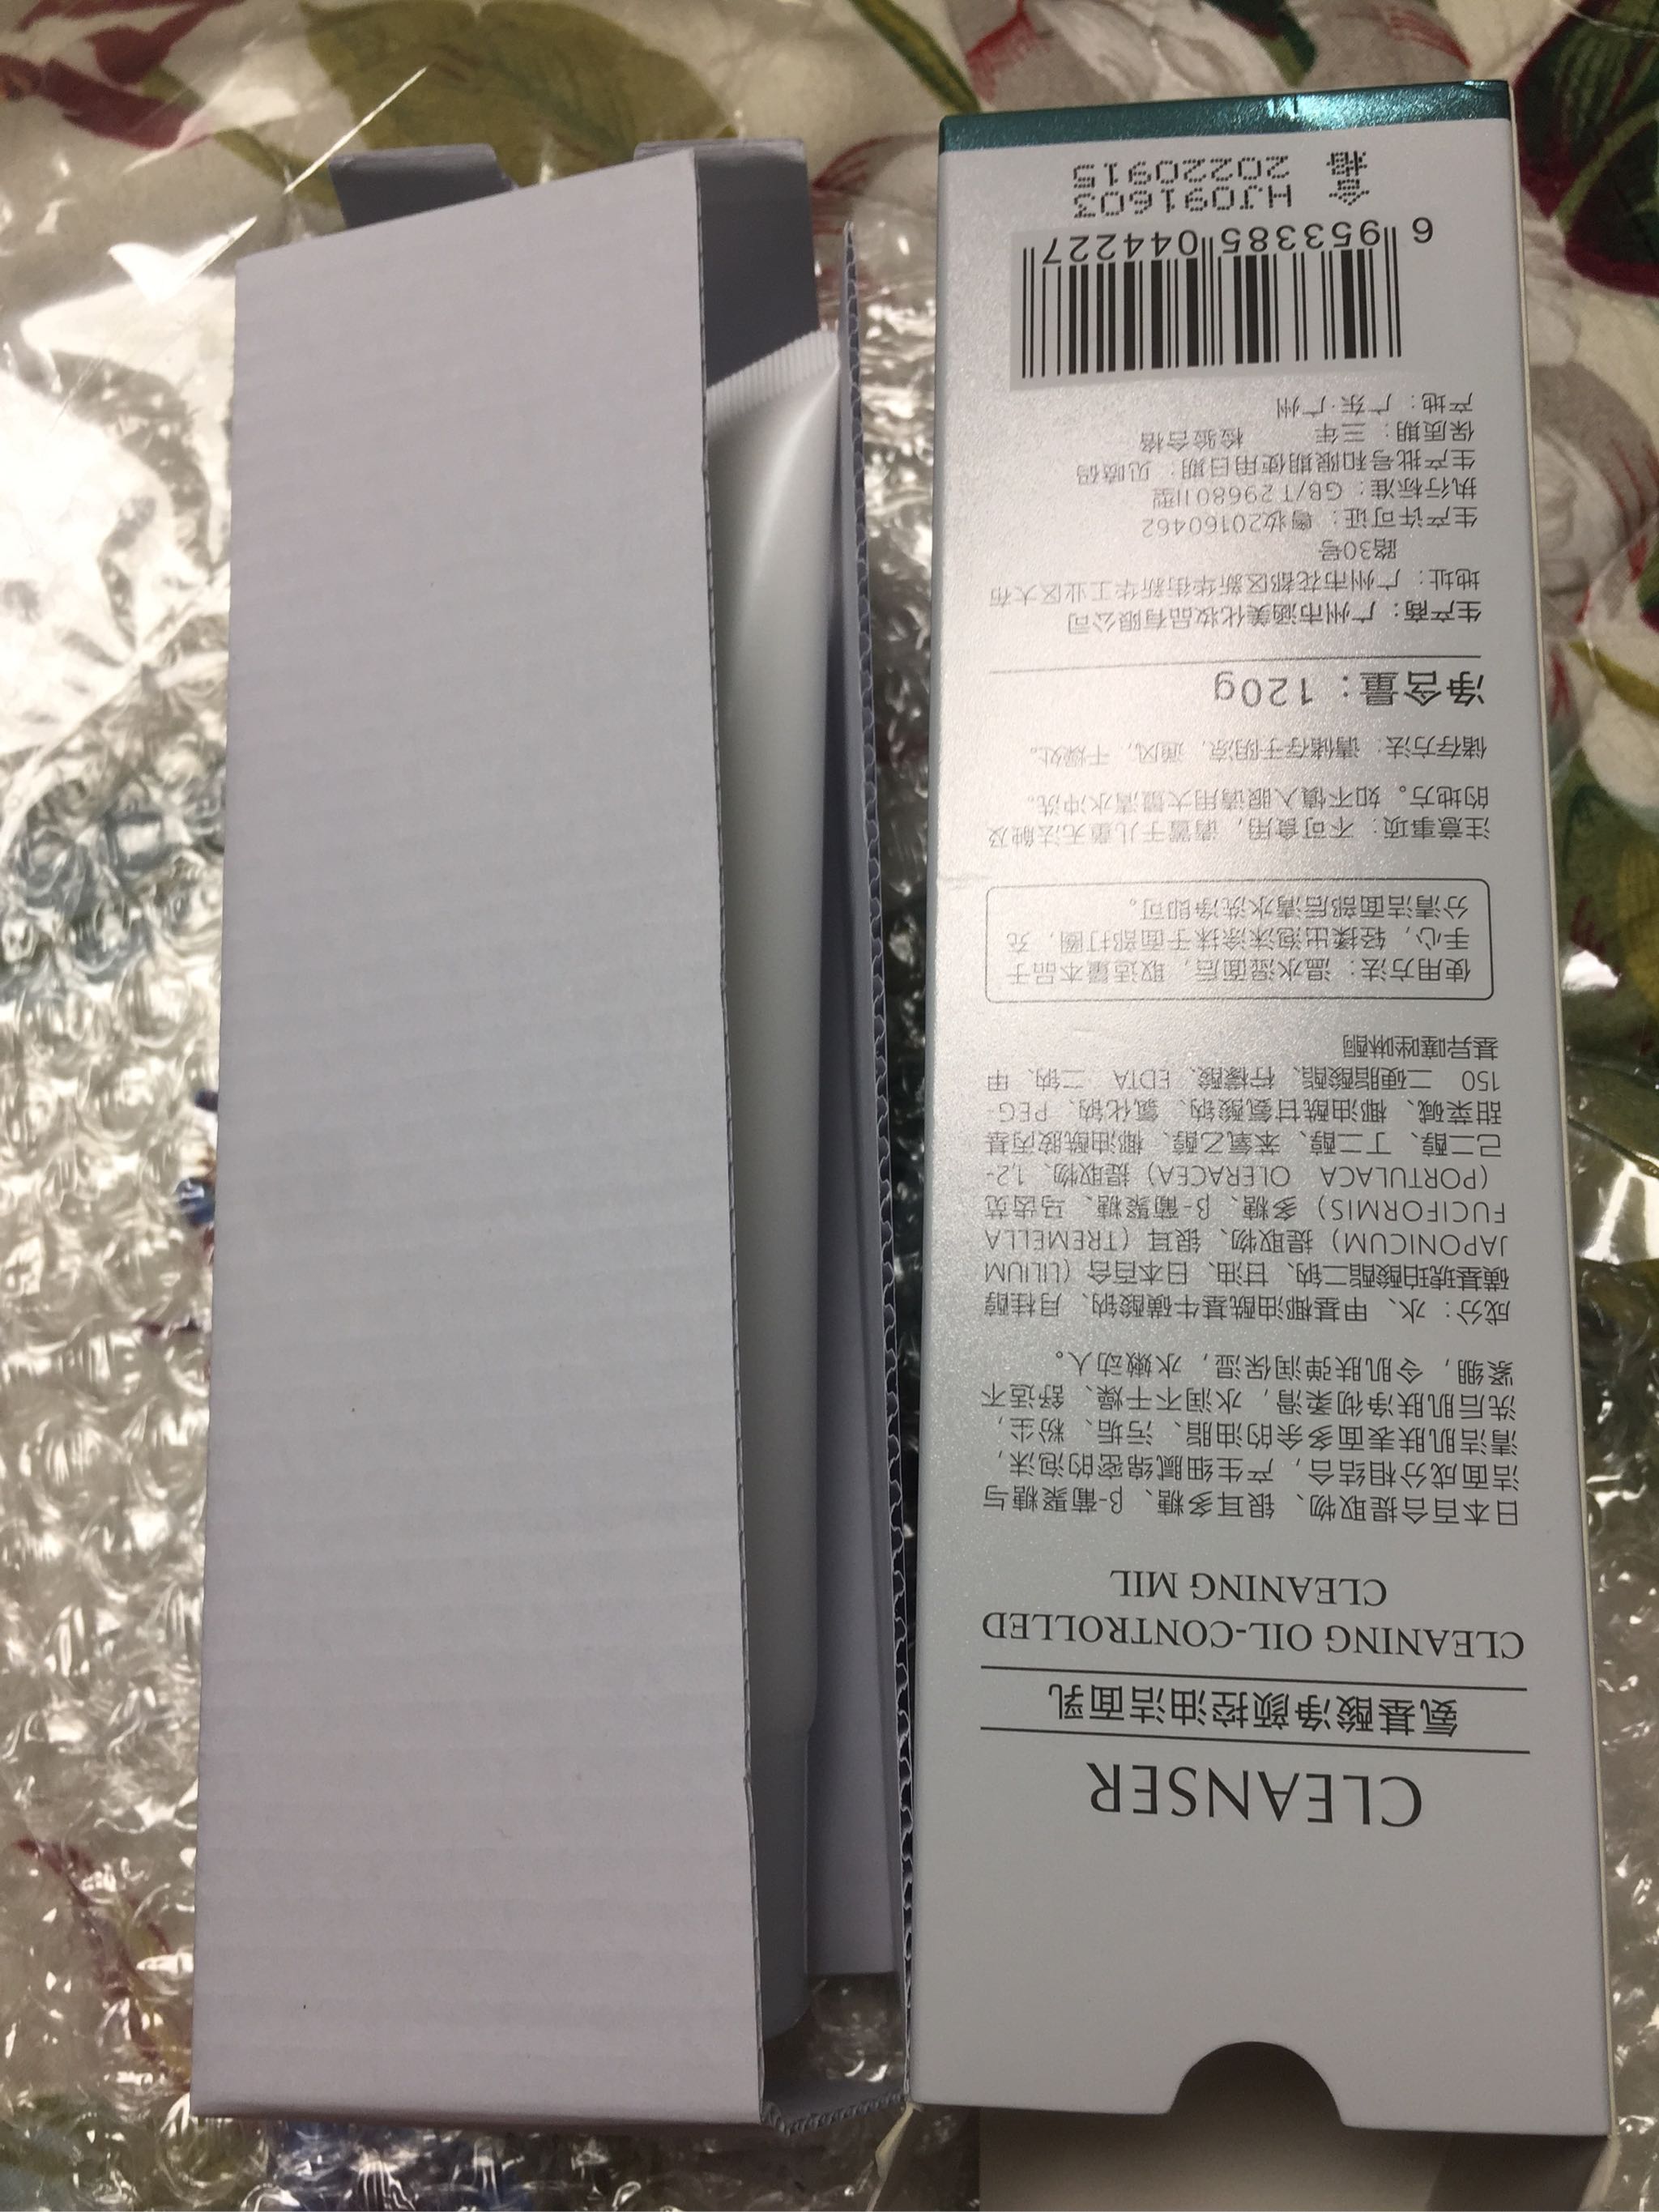 CLEANSER
氨基酸净颜控油洁面乳
CLEANING OIL-CONTROLLED
CLEANING MIL
日本百合提取物、银耳多糖、β-葡聚糖与
洁面成分相结合，产生细腻绵密的泡沫，
清洁肌肤表面多余的油脂、污垢、粉尘，
洗后肌肤净彻柔滑，水润不干燥、舒适不
紧绷，令肌肤弹润保湿，水嫩动人。
成分：水、甲基椰油酰基牛磺酸钠、月桂醇
磺基琥珀酸酯二钠、甘油、日本百合（LILIUM
JAPONICUM）提取物、银耳（TREMELLA
FUCIFORMIS）多糖、β-葡聚糖、马齿苋
（PORTULACA OLERACEA）提取物、1,2-
己二醇、丁二醇、苯氧乙醇、椰油酰胺丙基
甜菜碱、椰油酰甘氨酸钠、氯化钠、PEG-
150 二硬脂酸酯、柠檬酸、EDTA 二钠、甲
基异噻唑啉酮
使用方法：温水湿面后，取适量本品于
手心，轻揉出泡沫涂抹于面部打圈，充
分清洁面部后清水洗净即可。
注意事项：不可食用，请置于儿童无法触及
的地方。如不慎入眼请用大量清水冲洗。
储存方法：请储存于阴凉，通风，干燥处。
净含量：120g
生产商：广州市涵美化妆品有限公司
地址：广州市花都区新华街新华工业区大布
路30号
生产许可证：粤妆20160462
执行标准：GB/T29680II型
生产批号和限期使用日期：见喷码
保质期：三年 检验合格
产地：广东·广州
6 953385 044227
HJ091603 合
20220915 格